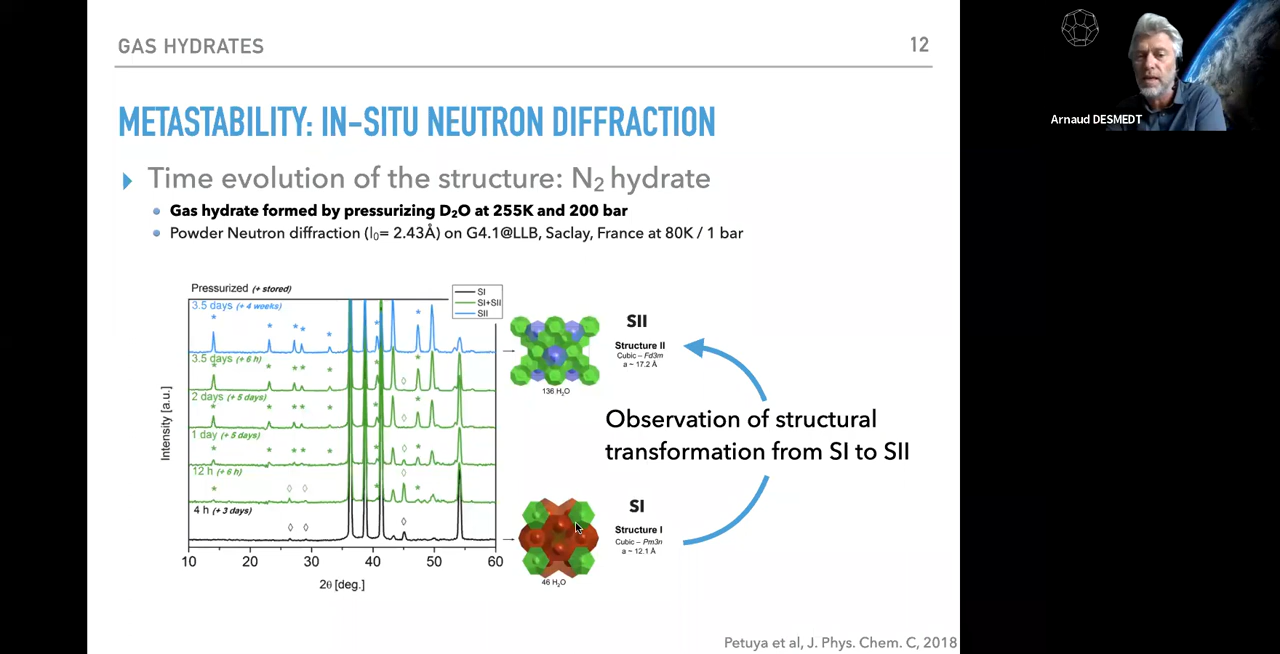 GAS HYDRATES
12
METASTABILITY: IN-SITU NEUTRON DIFFRACTION
Time evolution of the structure: N₂ hydrate
Gas hydrate formed by pressurizing D₂O at 255K and 200 bar
Powder Neutron diffraction (l₀= 2.43Å) on G4.1@LLB, Saclay, France at 80K / 1 bar
Pressurized (+ stored)
SI
SI+SII
SII
3.5 days (+ 4 weeks)
3.5 days (+ 6 h)
2 days (+ 5 days)
1 day (+ 5 days)
12 h (+ 6 h)
4 h (+ 3 days)
Intensity [a.u.]
10 20 30 40 50 60
2θ [deg.]
SII
Structure II
Cubic – Fd3m
a ~ 17.2 Å
136 H₂O
Observation of structural
transformation from SI to SII
SI
Structure I
Cubic – Pm3n
a ~ 12.1 Å
46 H₂O
Petuya et al, J. Phys. Chem. C, 2018
Arnaud DESMEDT